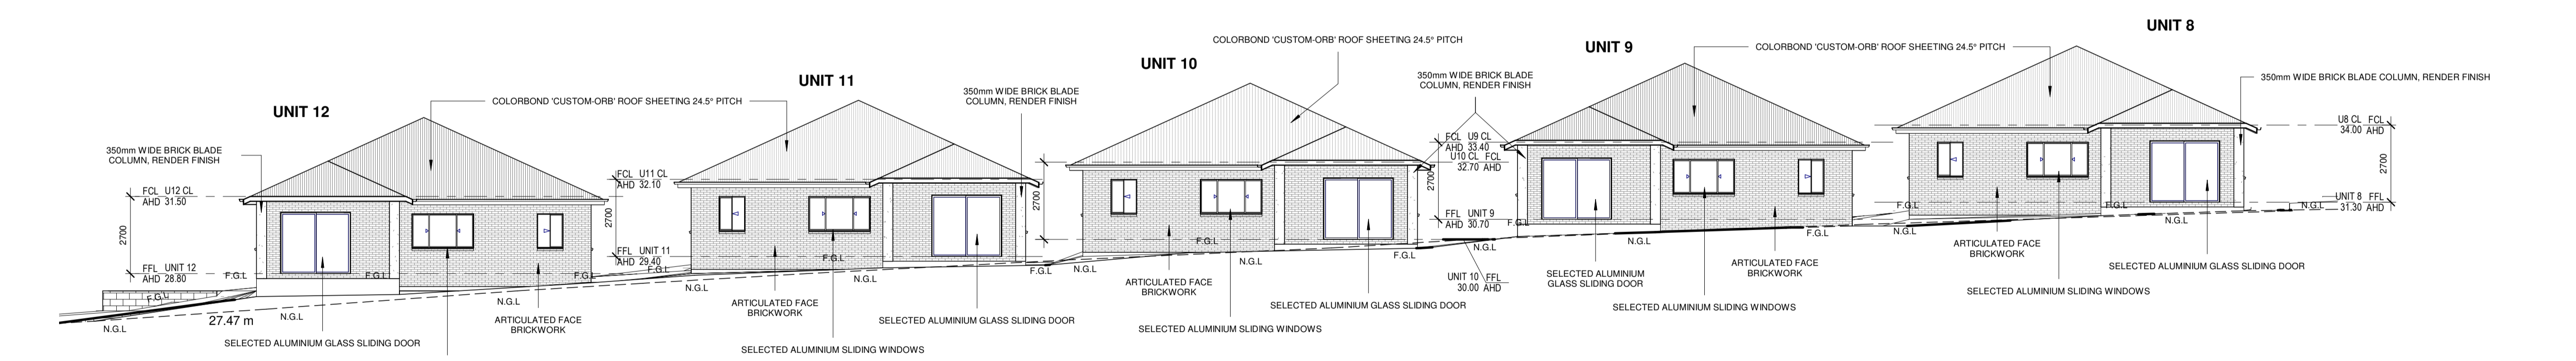 UNIT 12
COLORBOND 'CUSTOM-ORB' ROOF SHEETING 24.5° PITCH
350mm WIDE BRICK BLADE
COLUMN, RENDER FINISH
FCL U12 CL
AHD 31.50
2700
FFL UNIT 12
AHD 28.80
F.G.L
F.G.L
F.G.L
F.G.L
N.G.L
27.47 m
N.G.L
N.G.L
ARTICULATED FACE
BRICKWORK
SELECTED ALUMINIUM GLASS SLIDING DOOR
UNIT 11
350mm WIDE BRICK BLADE
COLUMN, RENDER FINISH
FCL U11 CL
AHD 32.10
2700
FFL UNIT 11
AHD 29.40
F.G.L
F.G.L
F.G.L
N.G.L
N.G.L
ARTICULATED FACE
BRICKWORK
SELECTED ALUMINIUM GLASS SLIDING DOOR
SELECTED ALUMINIUM SLIDING WINDOWS
UNIT 10
COLORBOND 'CUSTOM-ORB' ROOF SHEETING 24.5° PITCH
2700
U10 CL FCL
32.70 AHD
F.G.L
F.G.L
N.G.L
N.G.L
UNIT 10 FFL
30.00 AHD
ARTICULATED FACE
BRICKWORK
SELECTED ALUMINIUM GLASS SLIDING DOOR
SELECTED ALUMINIUM SLIDING WINDOWS
UNIT 9
COLORBOND 'CUSTOM-ORB' ROOF SHEETING 24.5° PITCH
350mm WIDE BRICK BLADE
COLUMN, RENDER FINISH
FCL U9 CL
AHD 33.40
2700
FFL UNIT 9
AHD 30.70
F.G.L
F.G.L
N.G.L
N.G.L
SELECTED ALUMINIUM
GLASS SLIDING DOOR
ARTICULATED FACE
BRICKWORK
SELECTED ALUMINIUM SLIDING WINDOWS
UNIT 8
350mm WIDE BRICK BLADE COLUMN, RENDER FINISH
U8 CL FCL
34.00 AHD
2700
UNIT 8 FFL
31.30 AHD
F.G.L
F.G.L
N.G.L
N.G.L
N.G.L
ARTICULATED FACE
BRICKWORK
SELECTED ALUMINIUM GLASS SLIDING DOOR
SELECTED ALUMINIUM SLIDING WINDOWS